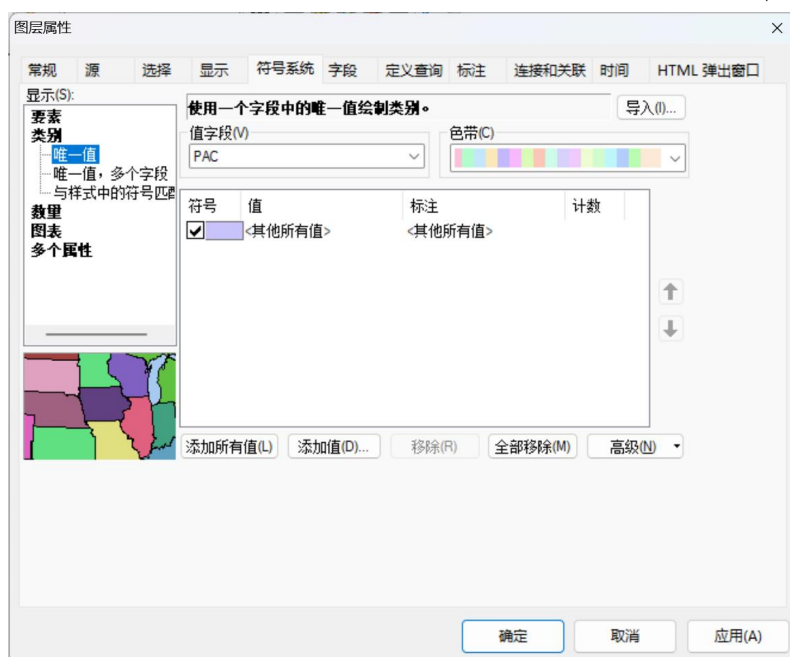 图层属性
常规 源 选择 显示 符号系统 字段 定义查询 标注 连接和关联 时间 HTML 弹出窗口
显示(S):
要素
类别
唯一值
唯一值，多个字段
与样式中的符号匹配
数量
图表
多个属性
使用一个字段中的唯一值绘制类别。
导入(I)...
值字段(V)
PAC
色带(C)
符号 值 标注 计数
<其他所有值> <其他所有值>
添加所有值(L) 添加值(D)... 移除(R) 全部移除(M) 高级(N)
确定 取消 应用(A)